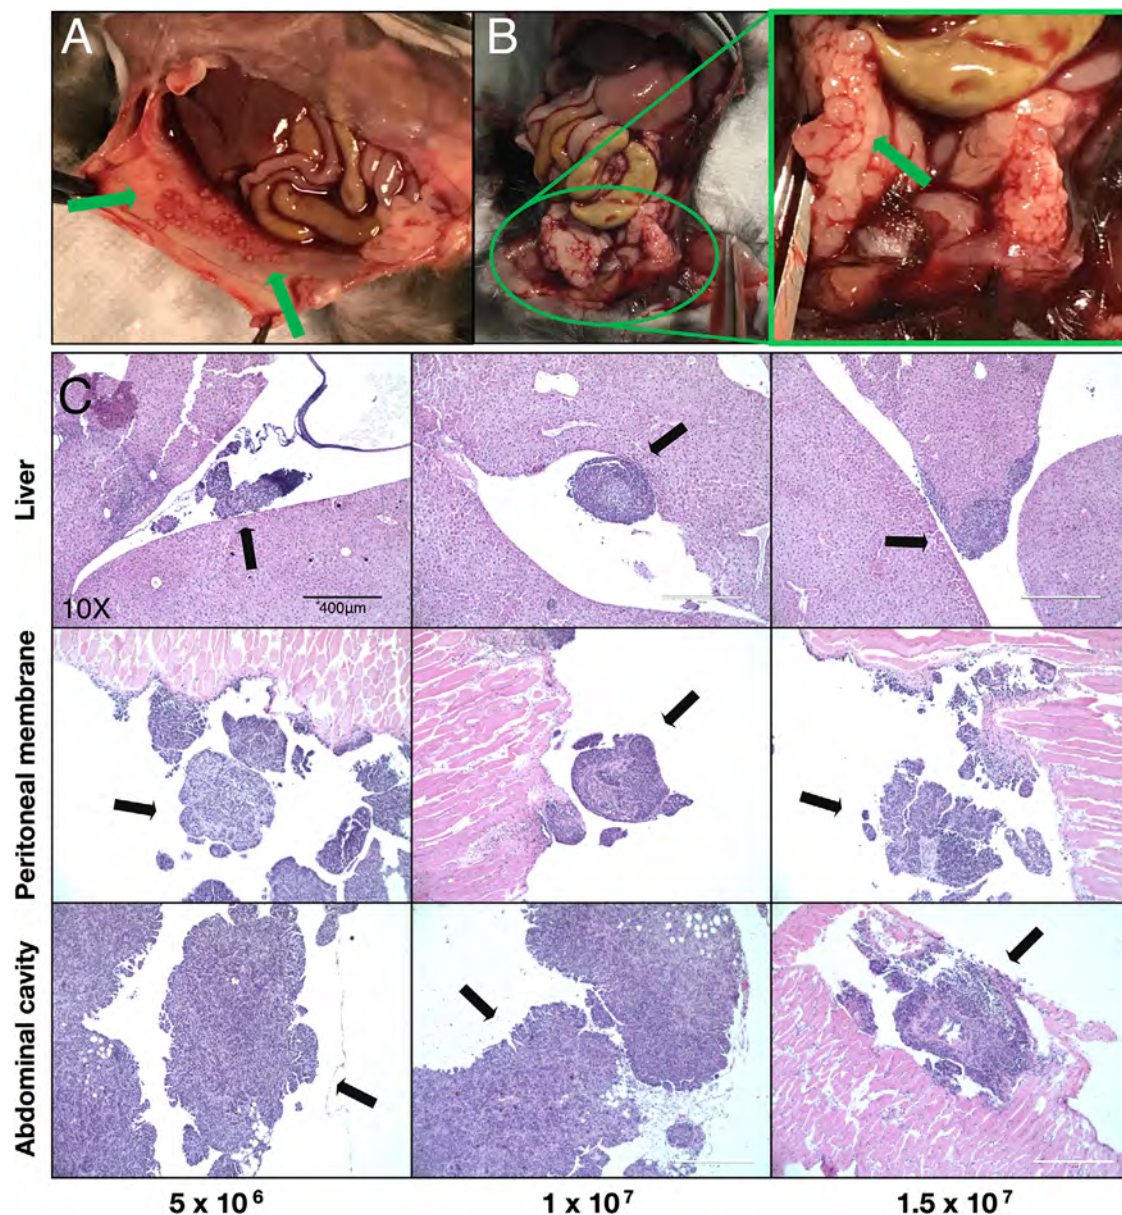 A
B
C
Liver
10X
400μm
Peritoneal membrane
Abdominal cavity
5 x 10⁶
1 x 10⁷
1.5 x 10⁷